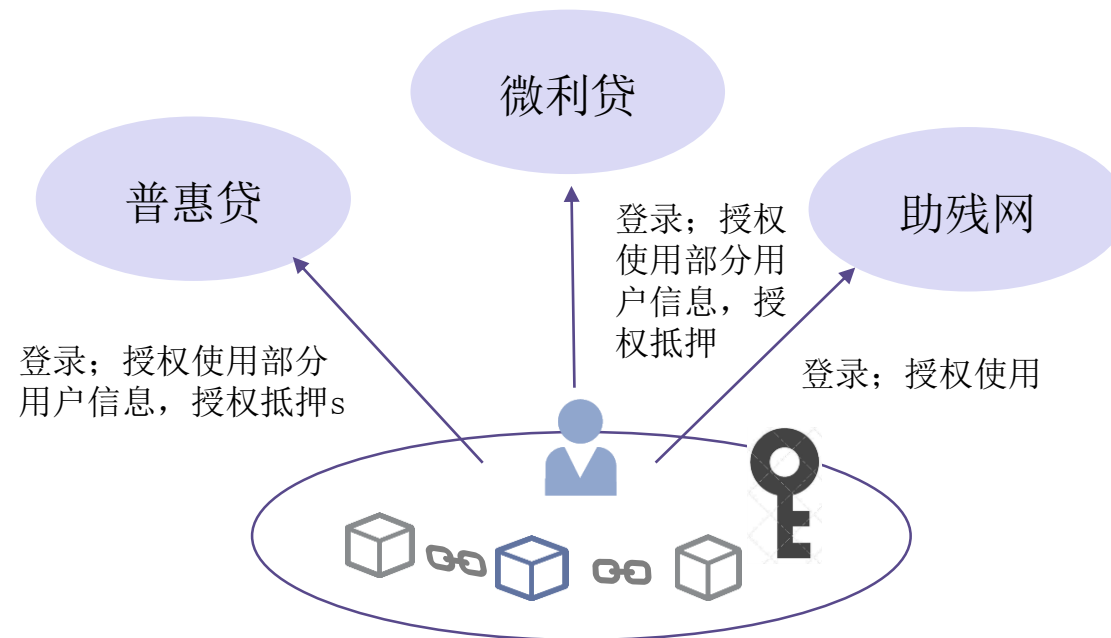 微利贷
普惠贷
助残网
登录；授权
使用部分用
户信息，授
权抵押
登录；授权使用部分
用户信息，授权抵押s
登录；授权使用